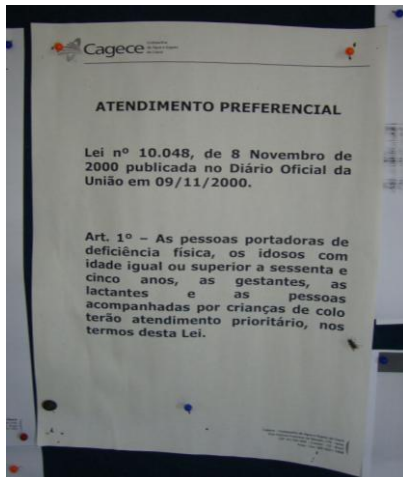 Cagece
ATENDIMENTO PREFERENCIAL
Lei nº 10.048, de 8 Novembro de
2000 publicada no Diário Oficial da
União em 09/11/2000.
Art. 1º – As pessoas portadoras de
deficiência física, os idosos com
idade igual ou superior a sessenta e
cinco anos, as gestantes, as
lactantes e as pessoas
acompanhadas por crianças de colo
terão atendimento prioritário, nos
termos desta Lei.